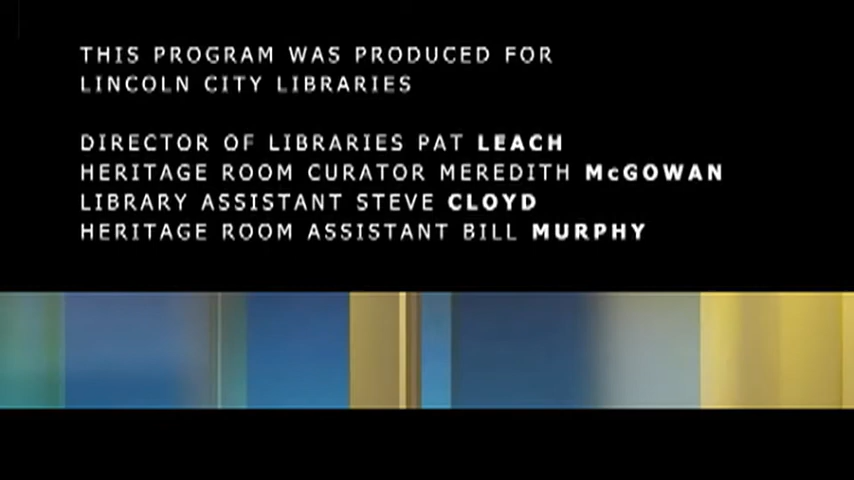 THIS PROGRAM WAS PRODUCED FOR
LINCOLN CITY LIBRARIES
DIRECTOR OF LIBRARIES PAT LEACH
HERITAGE ROOM CURATOR MEREDITH McGOWAN
LIBRARY ASSISTANT STEVE CLOYD
HERITAGE ROOM ASSISTANT BILL MURPHY